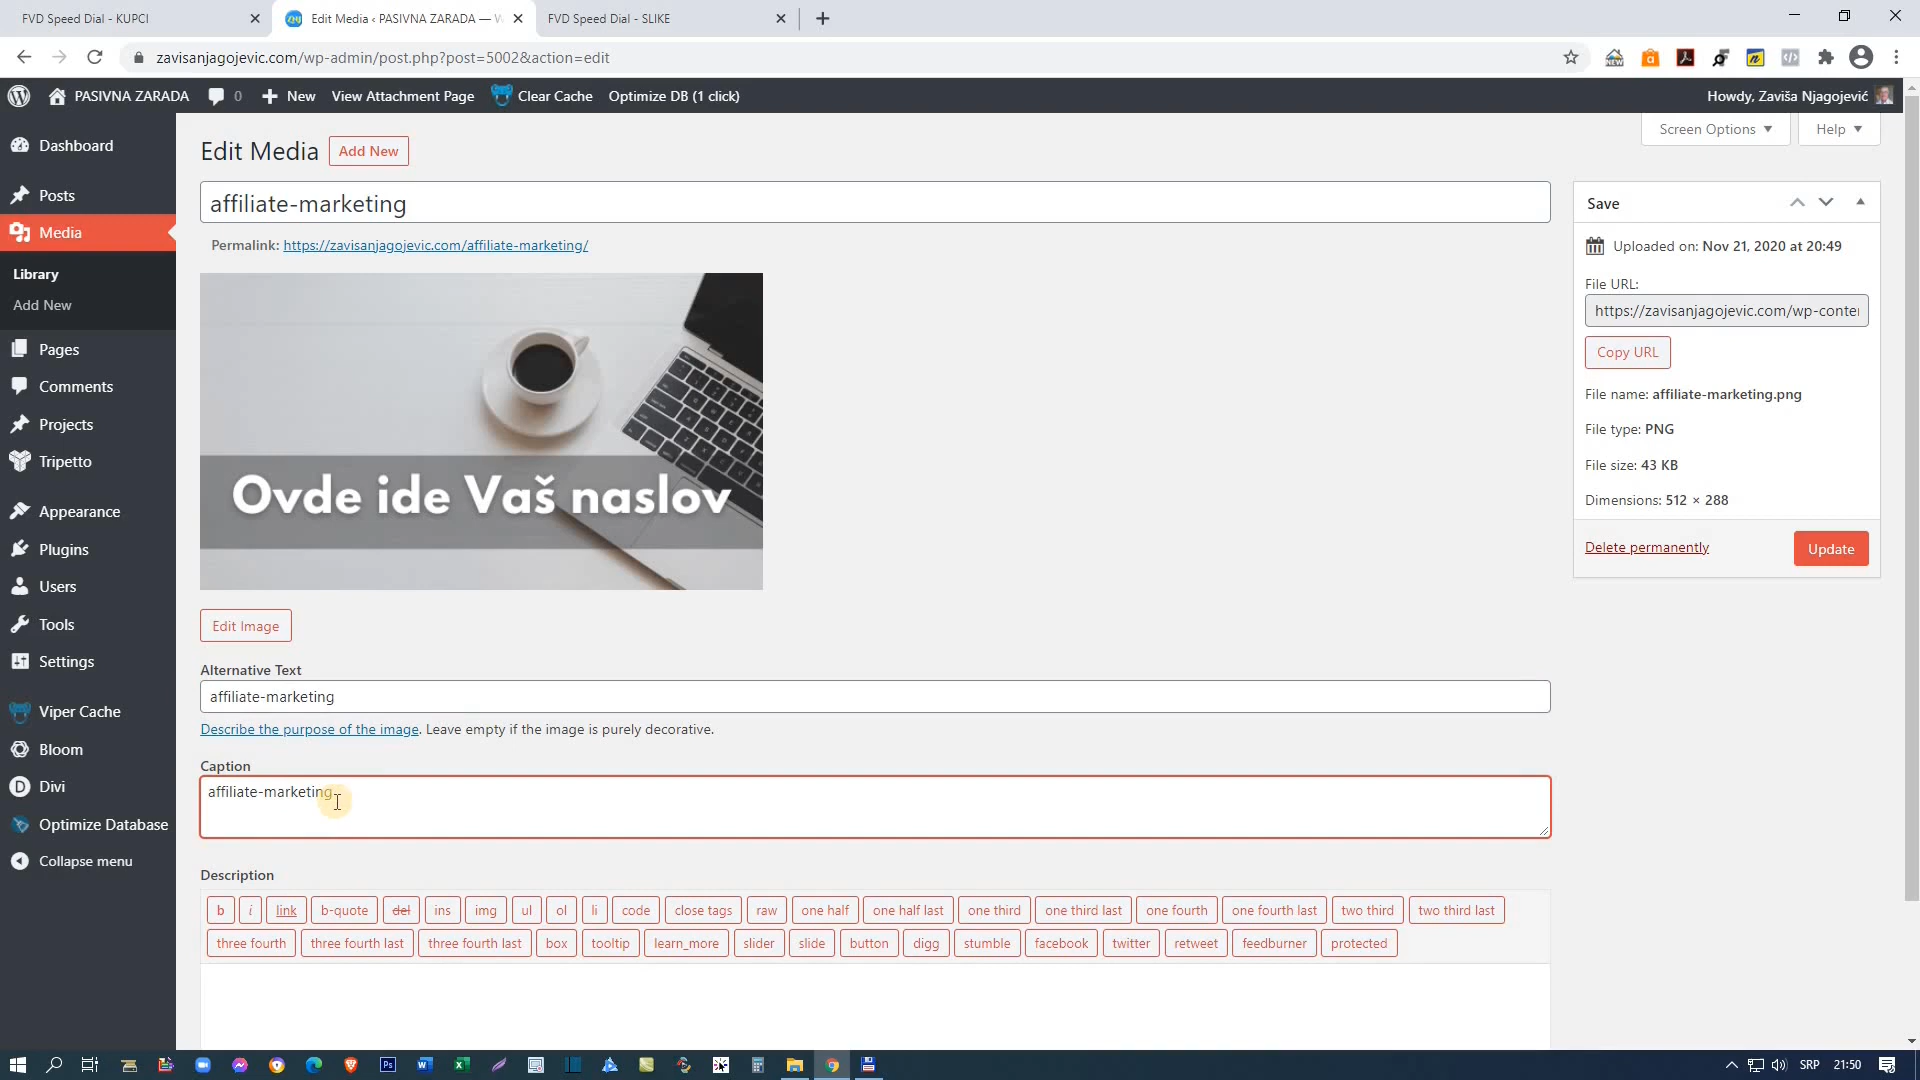 FVD Speed Dial - KUPCI
Edit Media ‹ PASIVNA ZARADA — W
FVD Speed Dial - SLIKE
zavisanjagojevic.com/wp-admin/post.php?post=5002&action=edit
PASIVNA ZARADA
0
New
View Attachment Page
Clear Cache
Optimize DB (1 click)
Howdy, Zaviša Njagojević
Screen Options
Help
Dashboard
Posts
Media
Library
Add New
Pages
Comments
Projects
Tripetto
Appearance
Plugins
Users
Tools
Settings
Viper Cache
Bloom
Divi
Optimize Database
Collapse menu
Edit Media
Add New
affiliate-marketing
Permalink: https://zavisanjagojevic.com/affiliate-marketing/
Ovde ide Vaš naslov
Edit Image
Alternative Text
affiliate-marketing
Describe the purpose of the image. Leave empty if the image is purely decorative.
Caption
affiliate-marketing
Description
b i link b-quote del ins img ul ol li code close tags raw one half one half last one third one third last one fourth one fourth last two third two third last
three fourth three fourth last three fourth last box tooltip learn_more slider slide button digg stumble facebook twitter retweet feedburner protected
Save
Uploaded on: Nov 21, 2020 at 20:49
File URL:
https://zavisanjagojevic.com/wp-conte
Copy URL
File name: affiliate-marketing.png
File type: PNG
File size: 43 KB
Dimensions: 512 × 288
Delete permanently
Update
SRP
21:50